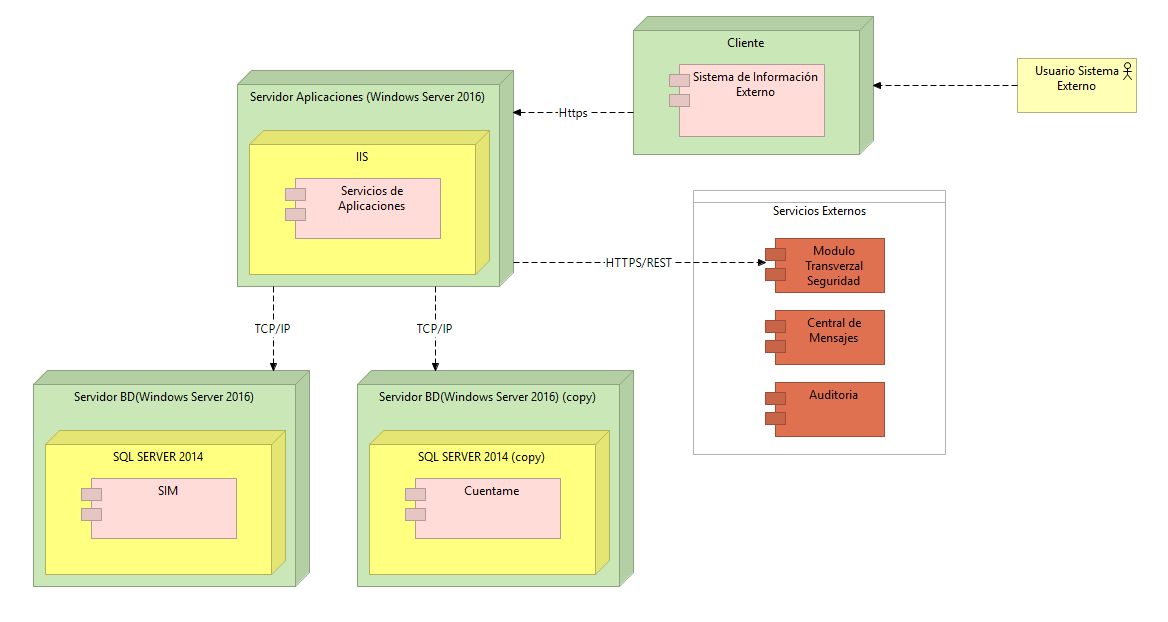 Cliente
Sistema de Información
Externo
Usuario Sistema
Externo
Servidor Aplicaciones (Windows Server 2016)
Https
IIS
Servicios de
Aplicaciones
Servicios Externos
Modulo
Transverzal
Seguridad
HTTPS/REST
Central de
Mensajes
Auditoria
TCP/IP
TCP/IP
Servidor BD(Windows Server 2016)
SQL SERVER 2014
SIM
Servidor BD(Windows Server 2016) (copy)
SQL SERVER 2014 (copy)
Cuentame